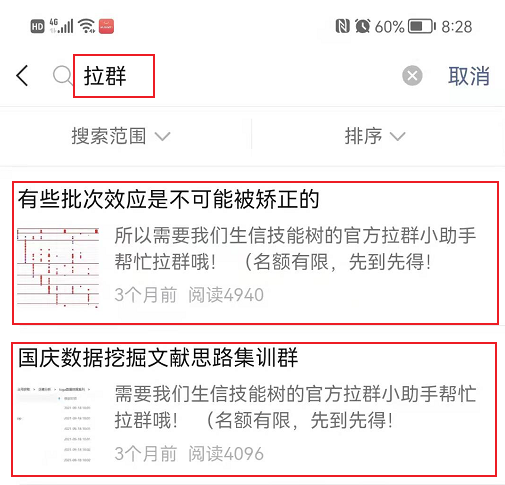 HD 4G 60% 8:28
拉群 取消
搜索范围 排序
有些批次效应是不可能被矫正的
所以需要我们生信技能树的官方拉群小助手
帮忙拉群哦！（名额有限，先到先得！
3个月前 阅读4940
国庆数据挖掘文献思路集训群
需要我们生信技能树的官方拉群小助手帮忙
拉群哦！（名额有限，先到先得！
3个月前 阅读4096